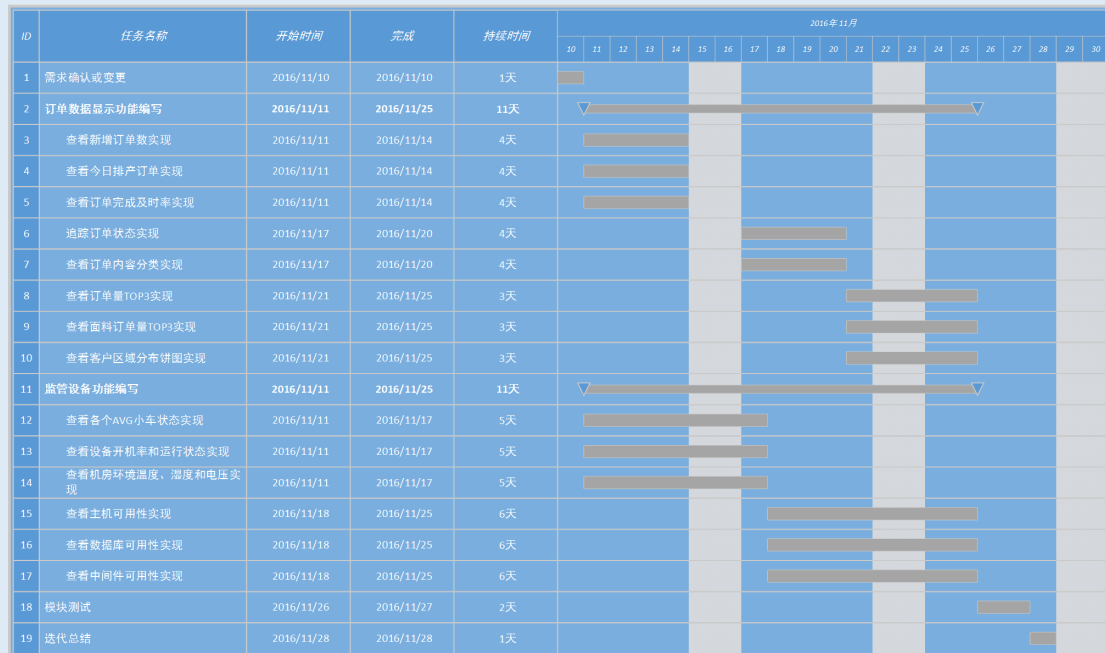 ID 任务名称 开始时间 完成 持续时间 2016年 11月
10 11 12 13 14 15 16 17 18 19 20 21 22 23 24 25 26 27 28 29 30
1 需求确认或变更 2016/11/10 2016/11/10 1天
2 订单数据显示功能编写 2016/11/11 2016/11/25 11天
3 查看新增订单数实现 2016/11/11 2016/11/14 4天
4 查看今日排产订单实现 2016/11/11 2016/11/14 4天
5 查看订单完成及时率实现 2016/11/11 2016/11/14 4天
6 追踪订单状态实现 2016/11/17 2016/11/20 4天
7 查看订单内容分类实现 2016/11/17 2016/11/20 4天
8 查看订单量TOP3实现 2016/11/21 2016/11/25 3天
9 查看面料订单量TOP3实现 2016/11/21 2016/11/25 3天
10 查看客户区域分布饼图实现 2016/11/21 2016/11/25 3天
11 监管设备功能编写 2016/11/11 2016/11/25 11天
12 查看各个AVG小车状态实现 2016/11/11 2016/11/17 5天
13 查看设备开机率和运行状态实现 2016/11/11 2016/11/17 5天
14 查看机房环境温度、湿度和电压实
现 2016/11/11 2016/11/17 5天
15 查看主机可用性实现 2016/11/18 2016/11/25 6天
16 查看数据库可用性实现 2016/11/18 2016/11/25 6天
17 查看中间件可用性实现 2016/11/18 2016/11/25 6天
18 模块测试 2016/11/26 2016/11/27 2天
19 迭代总结 2016/11/28 2016/11/28 1天